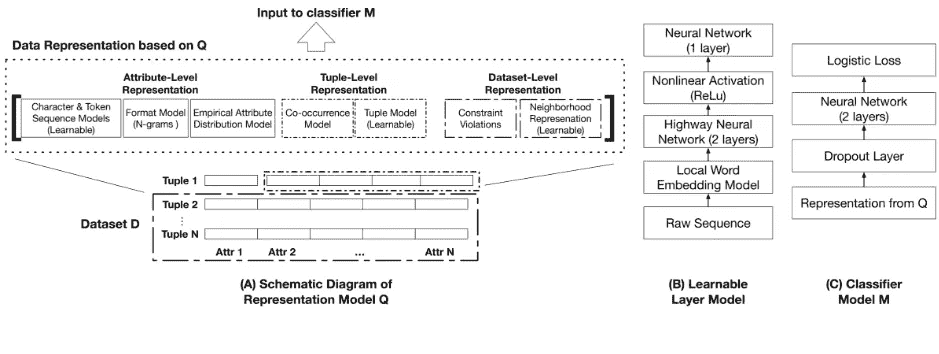 Input to classifier M
Data Representation based on Q
Attribute-Level
Representation
Tuple-Level
Representation
Dataset-Level
Representation
Character & Token
Sequence Models
(Learnable)
Format Model
(N-grams )
Empirical Attribute
Distribution Model
Co-occurrence
Model
Tuple Model
(Learnable)
Constraint
Violations
Neighborhood
Represenation
(Learnable)
Tuple 1
Tuple 2
⋮
Tuple N
Dataset D
Attr 1
Attr 2
...
Attr N
(A) Schematic Diagram of
Representation Model Q
Neural Network
(1 layer)
Nonlinear Activation
(ReLu)
Highway Neural
Network (2 layers)
Local Word
Embedding Model
Raw Sequence
(B) Learnable
Layer Model
Logistic Loss
Neural Network
(2 layers)
Dropout Layer
Representation from Q
(C) Classifier
Model M